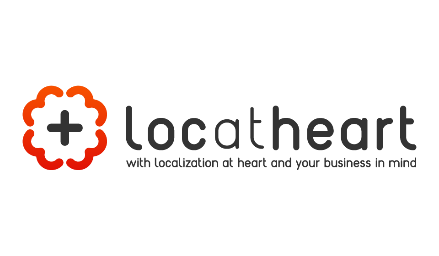 locatheart
with localization at heart and your business in mind